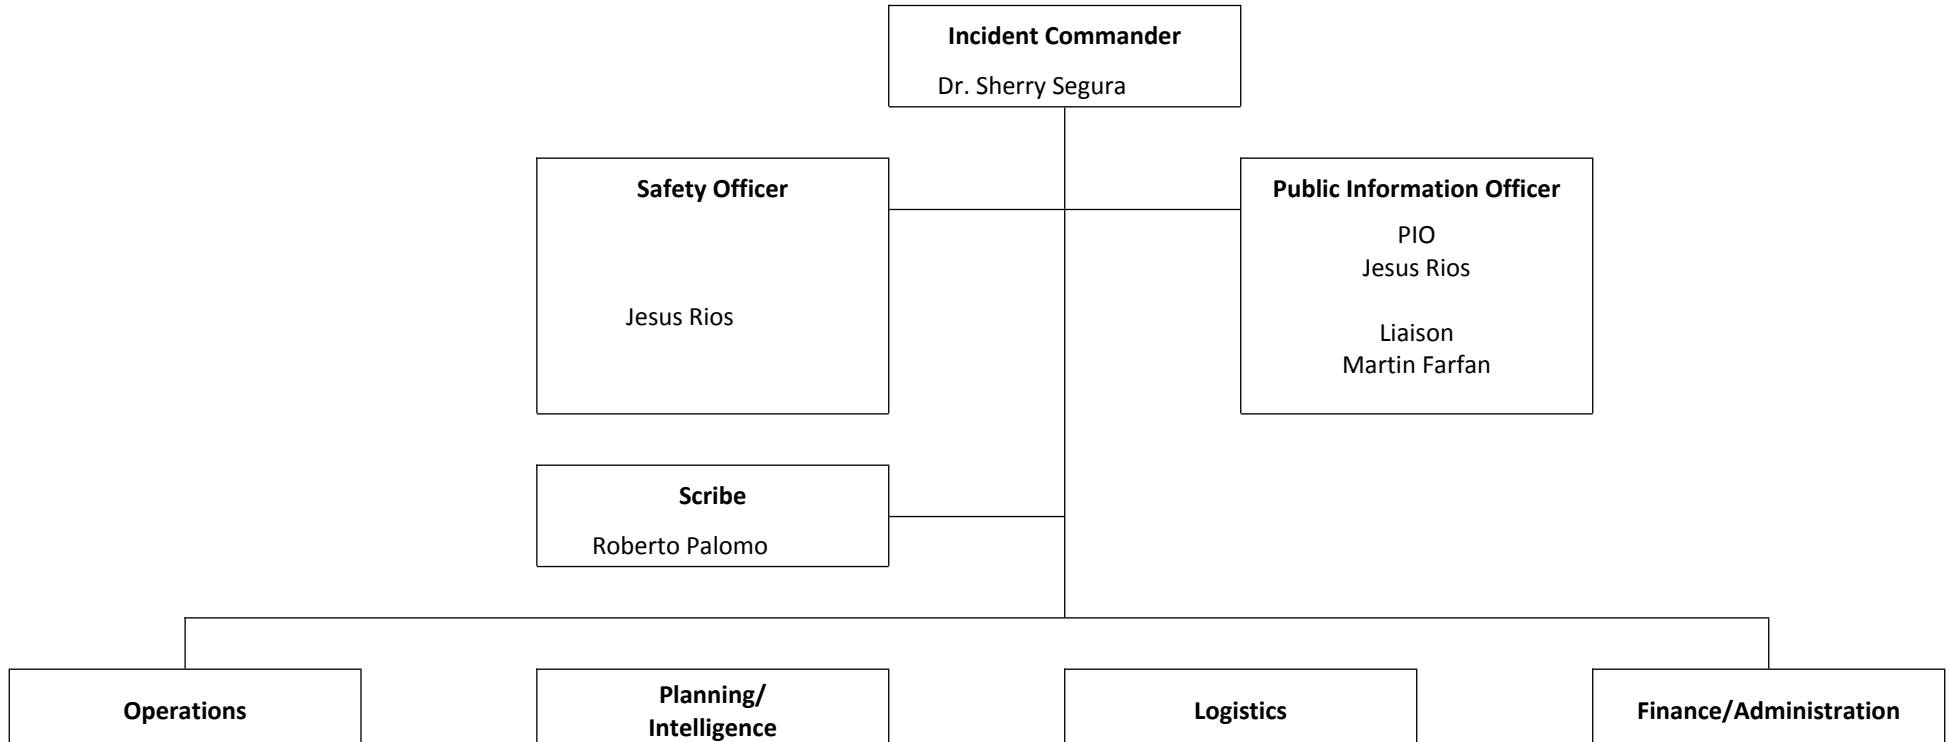 Incident Commander
Dr. Sherry Segura
Safety Officer
Jesus Rios
Public Information Officer
PIO
Jesus Rios
Liaison
Martin Farfan
Scribe
Roberto Palomo
Operations
Planning/
Intelligence
Logistics
Finance/Administration